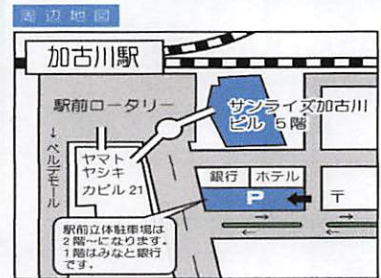 周辺地図
加古川駅
駅前ロータリー
サンライズ加古川
ビル 5階
↓ベルデモール
ヤマト
ヤシキ
カピル21
銀行
ホテル
P
〒
駅前立体駐車場は
2階～になります。
1階はみなと銀行
です。